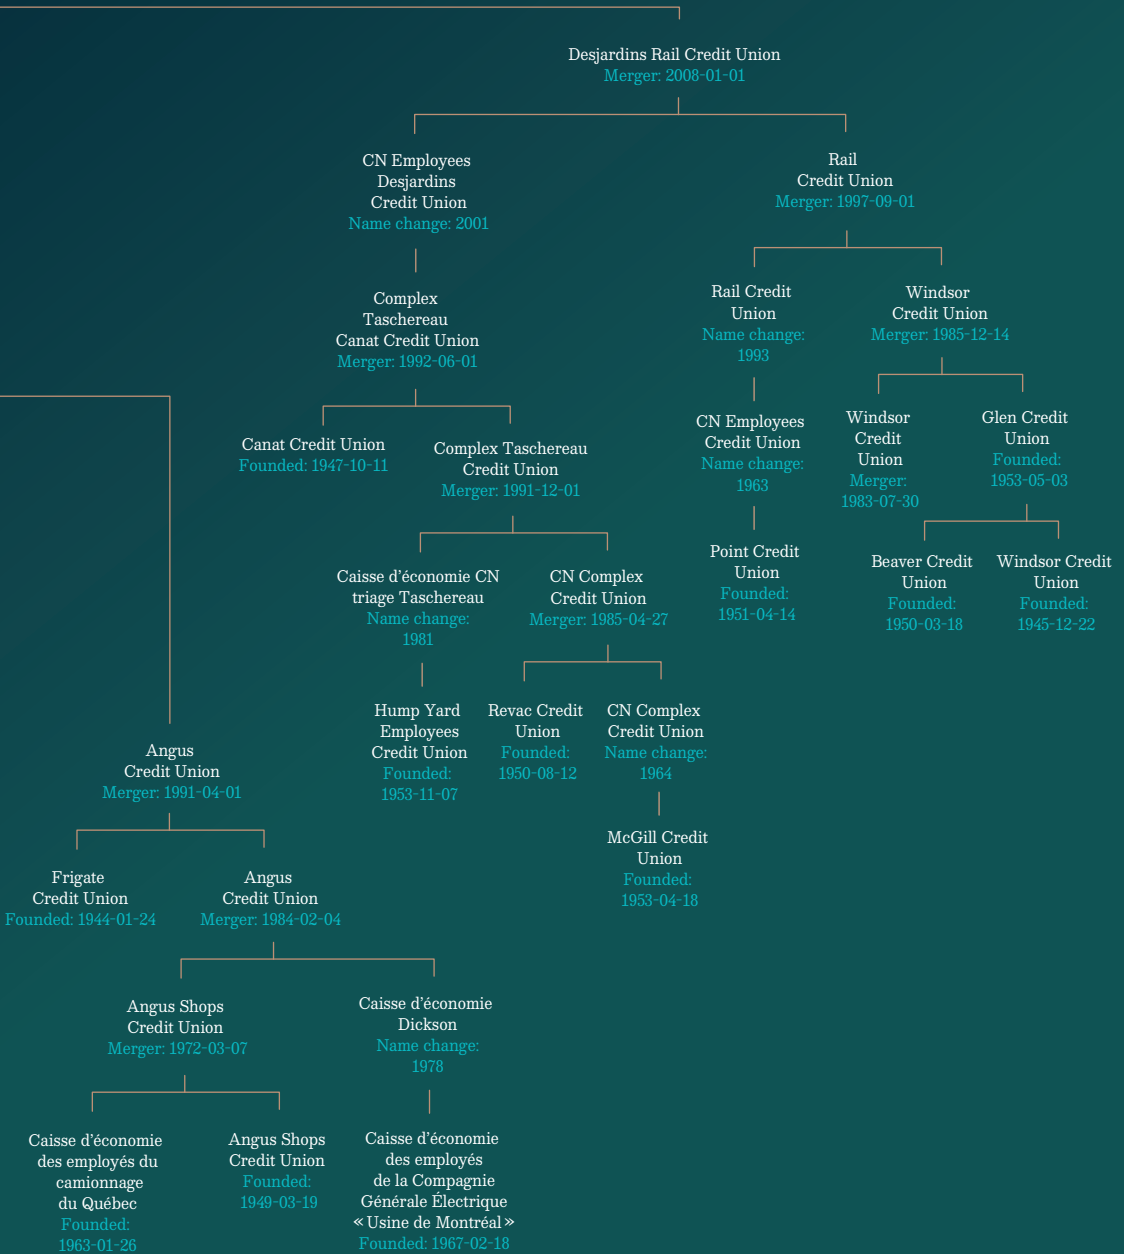 Desjardins Rail Credit Union
Merger: 2008-01-01
CN Employees
Desjardins
Credit Union
Name change: 2001
Rail
Credit Union
Merger: 1997-09-01
Complex
Taschereau
Canat Credit Union
Merger: 1992-06-01
Rail Credit
Union
Name change:
1993
Windsor
Credit Union
Merger: 1985-12-14
Canat Credit Union
Founded: 1947-10-11
Complex Taschereau
Credit Union
Merger: 1991-12-01
CN Employees
Credit Union
Name change:
1963
Windsor
Credit
Union
Merger:
1983-07-30
Glen Credit
Union
Founded:
1953-05-03
Caisse d'économie CN
triage Taschereau
Name change:
1981
CN Complex
Credit Union
Merger: 1985-04-27
Point Credit
Union
Founded:
1951-04-14
Beaver Credit
Union
Founded:
1950-03-18
Windsor Credit
Union
Founded:
1945-12-22
Hump Yard
Employees
Credit Union
Founded:
1953-11-07
Revac Credit
Union
Founded:
1950-08-12
CN Complex
Credit Union
Name change:
1964
McGill Credit
Union
Founded:
1953-04-18
Angus
Credit Union
Merger: 1991-04-01
Frigate
Credit Union
Founded: 1944-01-24
Angus
Credit Union
Merger: 1984-02-04
Angus Shops
Credit Union
Merger: 1972-03-07
Caisse d'économie
Dickson
Name change:
1978
Caisse d'économie
des employés du
camionnage
du Québec
Founded:
1963-01-26
Angus Shops
Credit Union
Founded:
1949-03-19
Caisse d'économie
des employés
de la Compagnie
Générale Électrique
« Usine de Montréal »
Founded: 1967-02-18